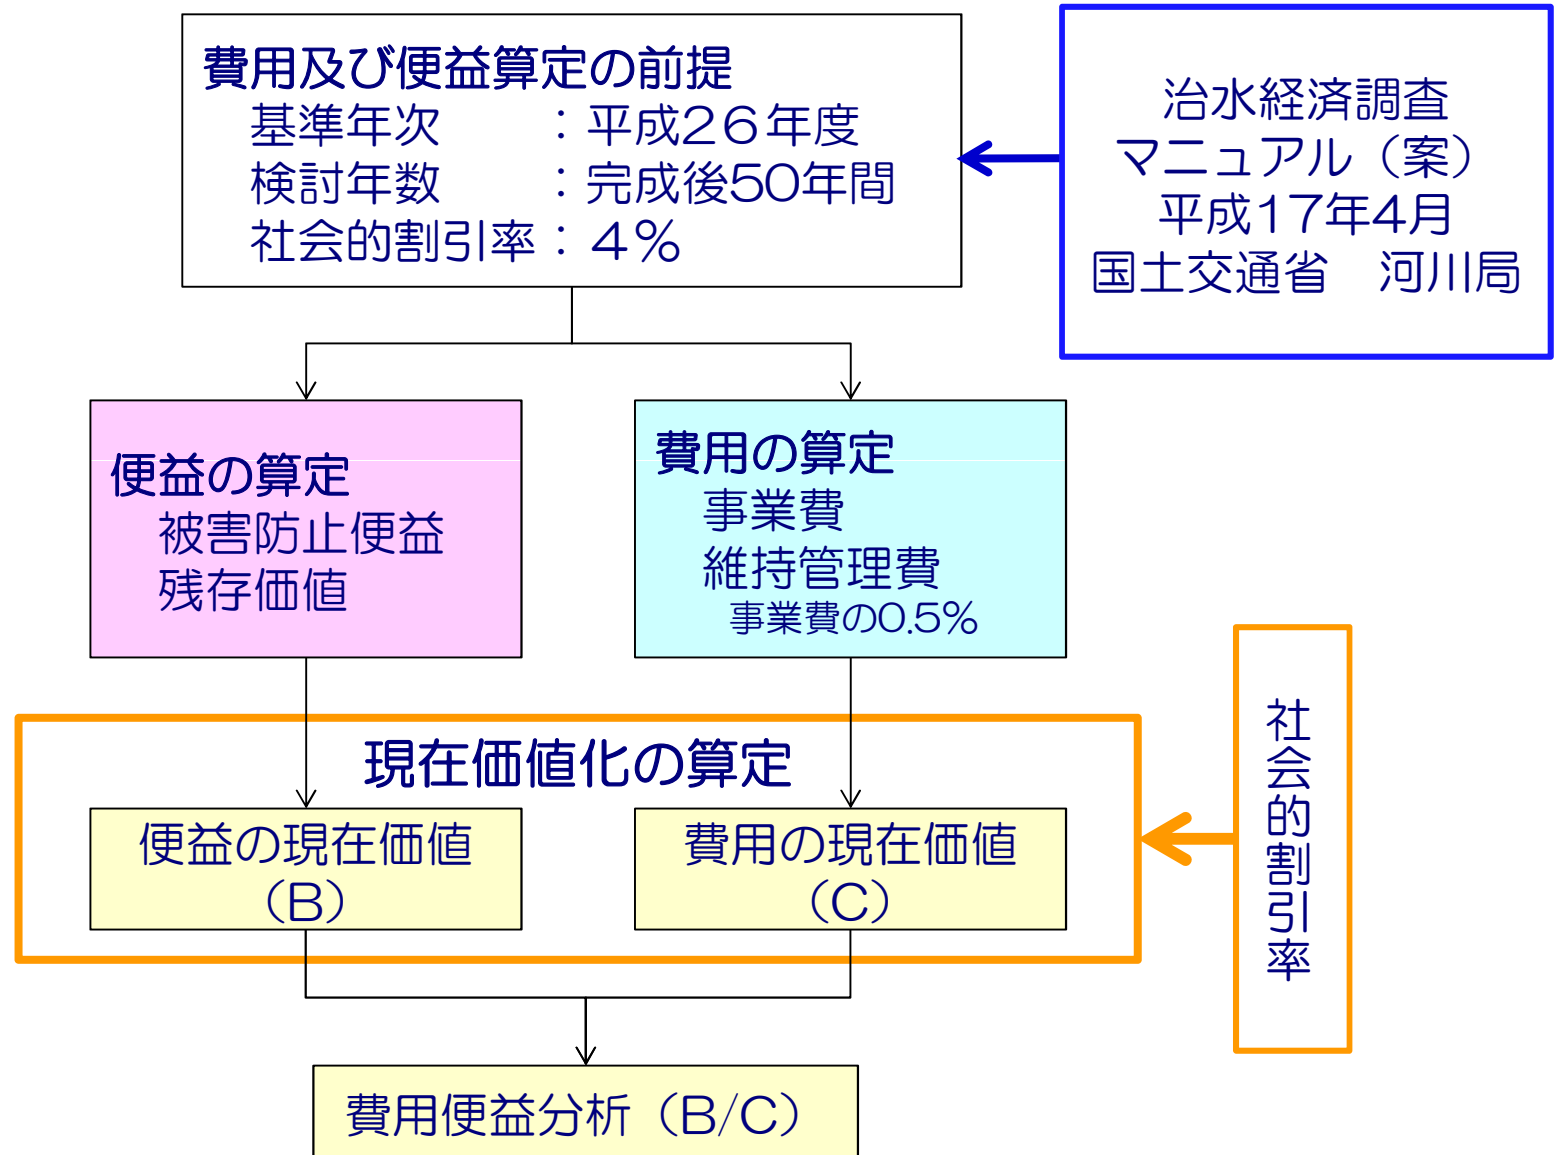 費用及び便益算定の前提
基準年次　　：平成２６年度
検討年数　　：完成後50年間
社会的割引率：４％
治水経済調査
マニュアル（案）
平成17年4月
国土交通省　河川局
便益の算定
被害防止便益
残存価値
費用の算定
事業費
維持管理費
事業費の0.5%
現在価値化の算定
便益の現在価値
（B）
費用の現在価値
（C）
社会的割引率
費用便益分析（B/C）